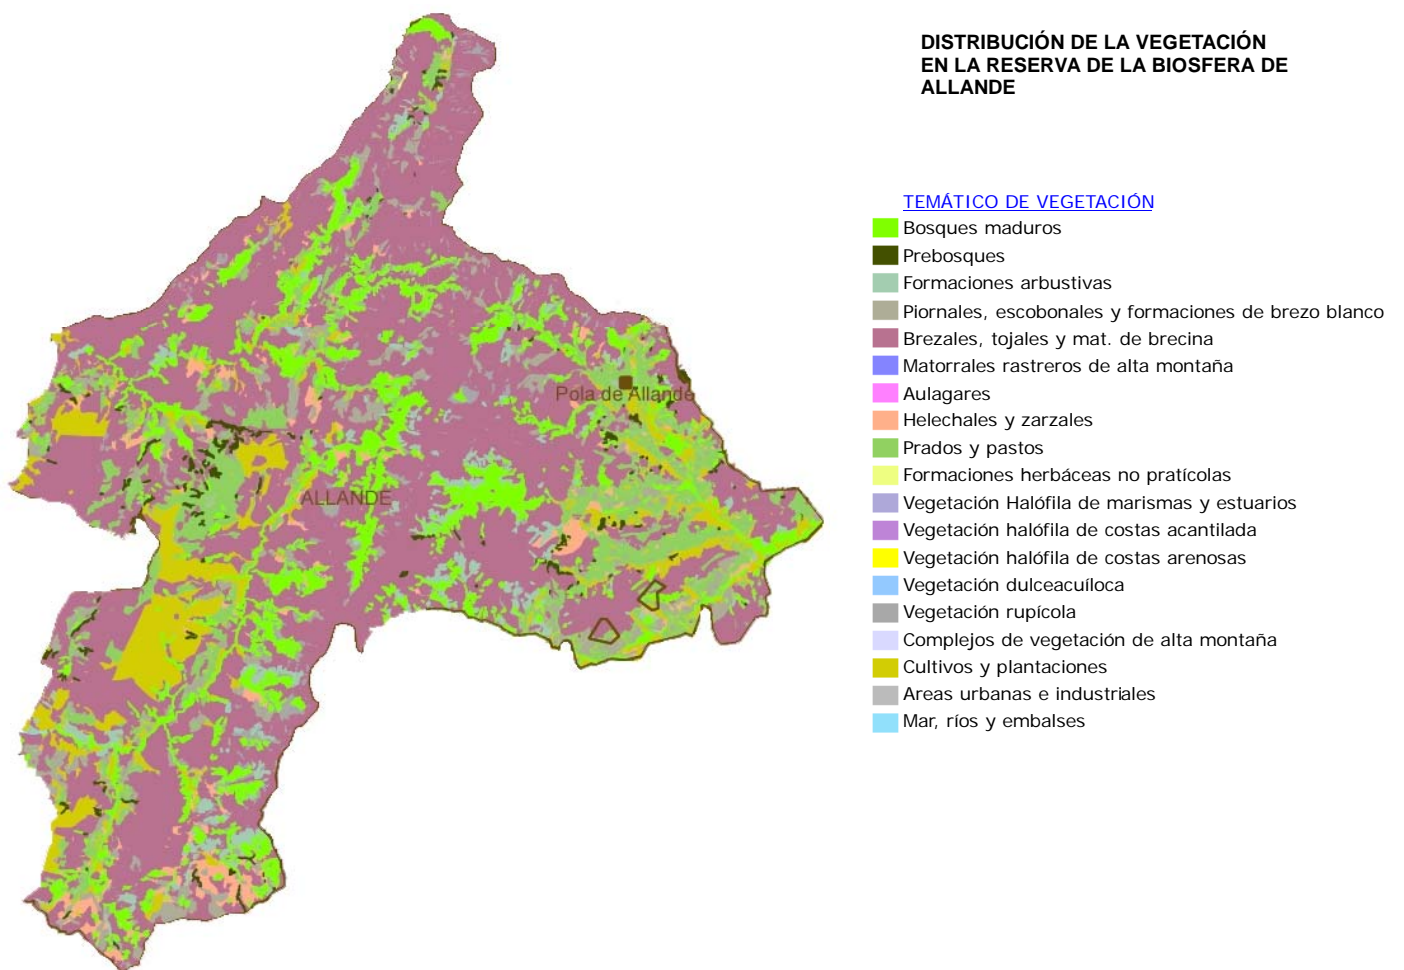 DISTRIBUCIÓN DE LA VEGETACIÓN
EN LA RESERVA DE LA BIOSFERA DE
ALLANDE
TEMÁTICO DE VEGETACIÓN
Bosques maduros
Prebosques
Formaciones arbustivas
Piornales, escobonales y formaciones de brezo blanco
Brezales, tojales y mat. de brecina
Matorrales rastreros de alta montaña
Aulagares
Helechales y zarzales
Prados y pastos
Formaciones herbáceas no pratícolas
Vegetación Halófila de marismas y estuarios
Vegetación halófila de costas acantilada
Vegetación halófila de costas arenosas
Vegetación dulceacuíloca
Vegetación rupícola
Complejos de vegetación de alta montaña
Cultivos y plantaciones
Areas urbanas e industriales
Mar, ríos y embalses
Pola de Allande
ALLANDE